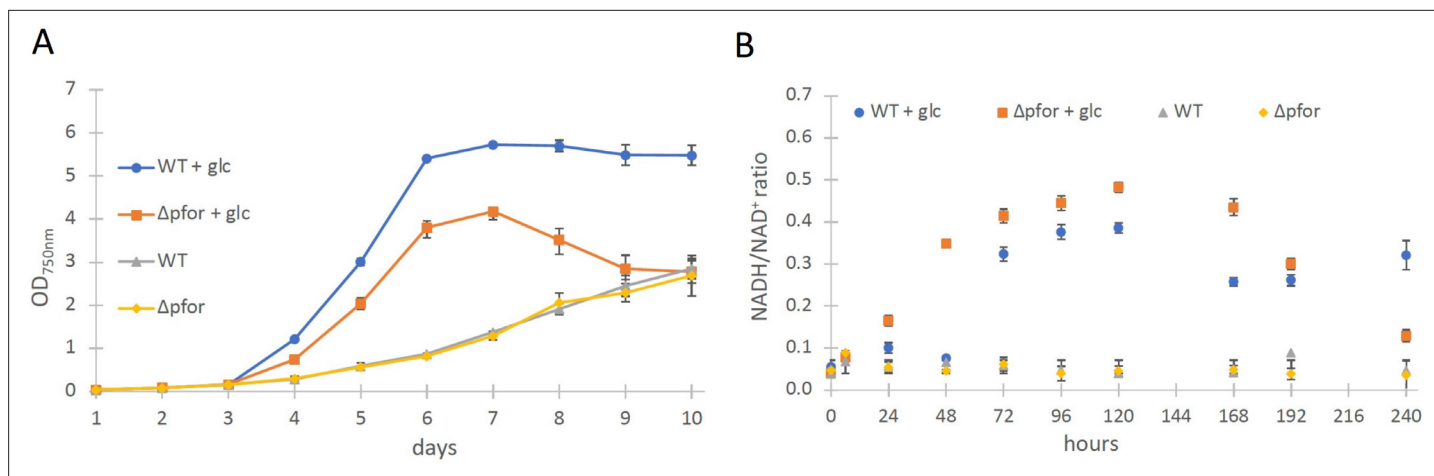 A
7
6
5
4
3
2
1
0
OD750nm
WT + glc
Δpfor + glc
WT
Δpfor
1 2 3 4 5 6 7 8 9 10
days
B
0.7
0.6
0.5
0.4
0.3
0.2
0.1
0.0
NADH/NAD⁺ ratio
WT + glc Δpfor + glc WT Δpfor
0 24 48 72 96 120 144 168 192 216 240
hours